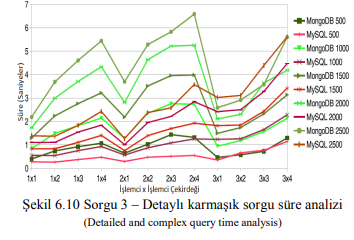 7
6
5
4
3
2
1
0
Süre (Saniyeler)
1x1 1x2 1x3 1x4 2x1 2x2 2x3 2x4 3x1 3x2 3x3 3x4
İşlemci x İşlemci Çekirdeği
MongoDB 500
MySQL 500
MongoDB 1000
MySQL 1000
MongoDB 1500
MySQL 1500
MongoDB 2000
MySQL 2000
MongoDB 2500
MySQL 2500
Şekil 6.10 Sorgu 3 – Detaylı karmaşık sorgu süre analizi
(Detailed and complex query time analysis)